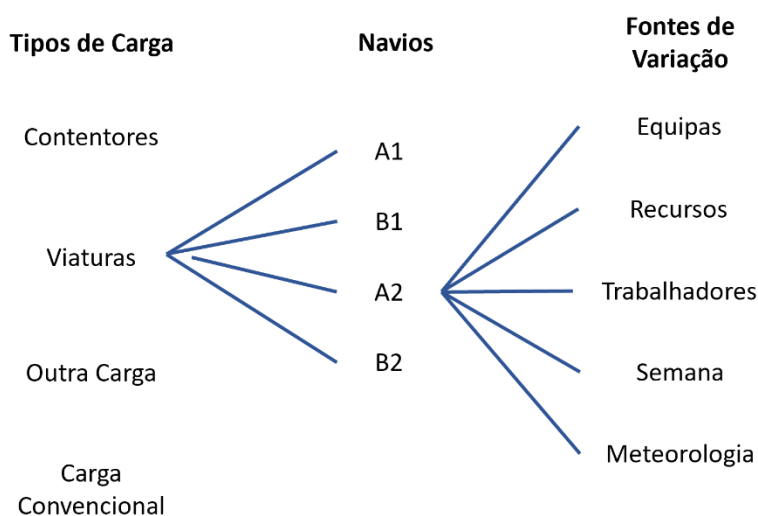 Tipos de Carga
Contentores
Viaturas
Outra Carga
Carga
Convencional
Navios
A1
B1
A2
B2
Fontes de
Variação
Equipas
Recursos
Trabalhadores
Semana
Meteorologia